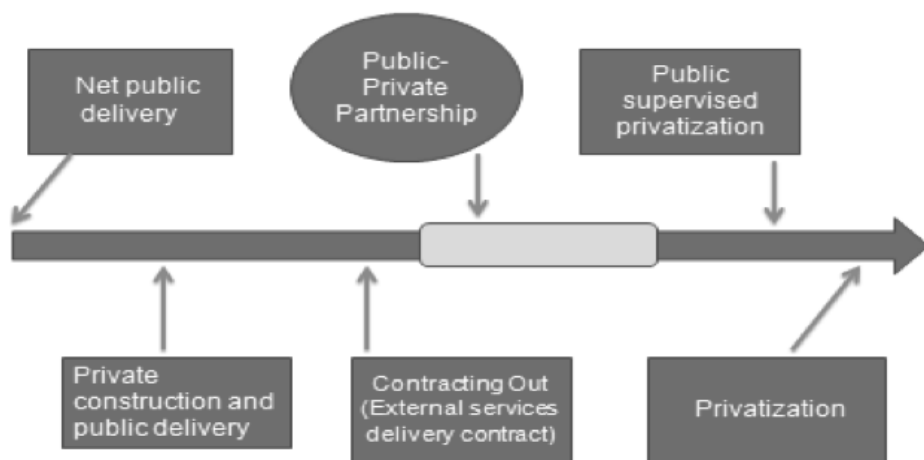 Net public
delivery
Public-
Private
Partnership
Public
supervised
privatization
Private
construction and
public delivery
Contracting Out
(External services
delivery contract)
Privatization